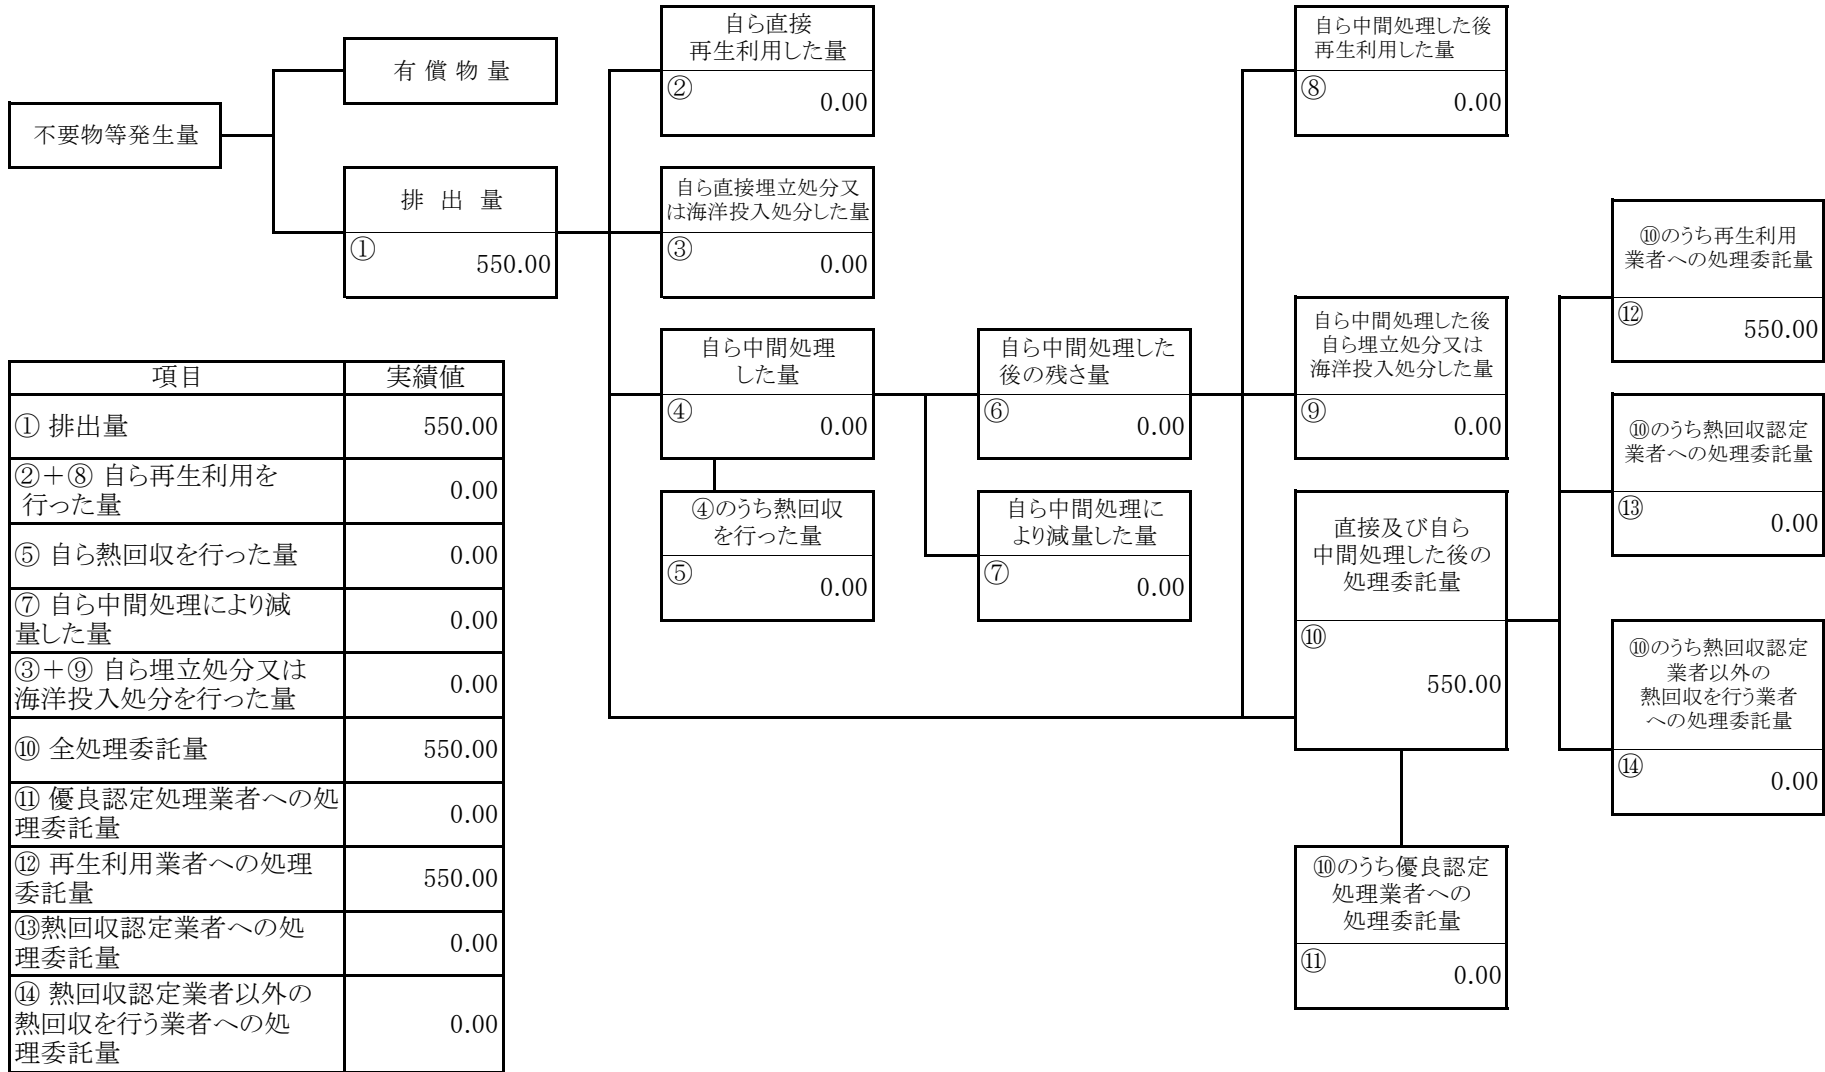 不要物等発生量
有 償 物 量
排 出 量
①
550.00
自ら直接
再生利用した量
②
0.00
自ら直接埋立処分又
は海洋投入処分した量
③
0.00
自ら中間処理
した量
④
0.00
④のうち熱回収
を行った量
⑤
0.00
自ら中間処理した
後の残さ量
⑥
0.00
自ら中間処理に
より減量した量
⑦
0.00
自ら中間処理した後
再生利用した量
⑧
0.00
自ら中間処理した後
自ら埋立処分又は
海洋投入処分した量
⑨
0.00
直接及び自ら
中間処理した後の
処理委託量
⑩
550.00
⑩のうち優良認定
処理業者への
処理委託量
⑪
0.00
⑩のうち再生利用
業者への処理委託量
⑫
550.00
⑩のうち熱回収認定
業者への処理委託量
⑬
0.00
⑩のうち熱回収認定
業者以外の
熱回収を行う業者
への処理委託量
⑭
0.00
項目 実績値
① 排出量 550.00
②＋⑧ 自ら再生利用を
行った量 0.00
⑤ 自ら熱回収を行った量 0.00
⑦ 自ら中間処理により減
量した量 0.00
③＋⑨ 自ら埋立処分又は
海洋投入処分を行った量 0.00
⑩ 全処理委託量 550.00
⑪ 優良認定処理業者への処
理委託量 0.00
⑫ 再生利用業者への処理
委託量 550.00
⑬熱回収認定業者への処
理委託量 0.00
⑭ 熱回収認定業者以外の
熱回収を行う業者への処
理委託量 0.00